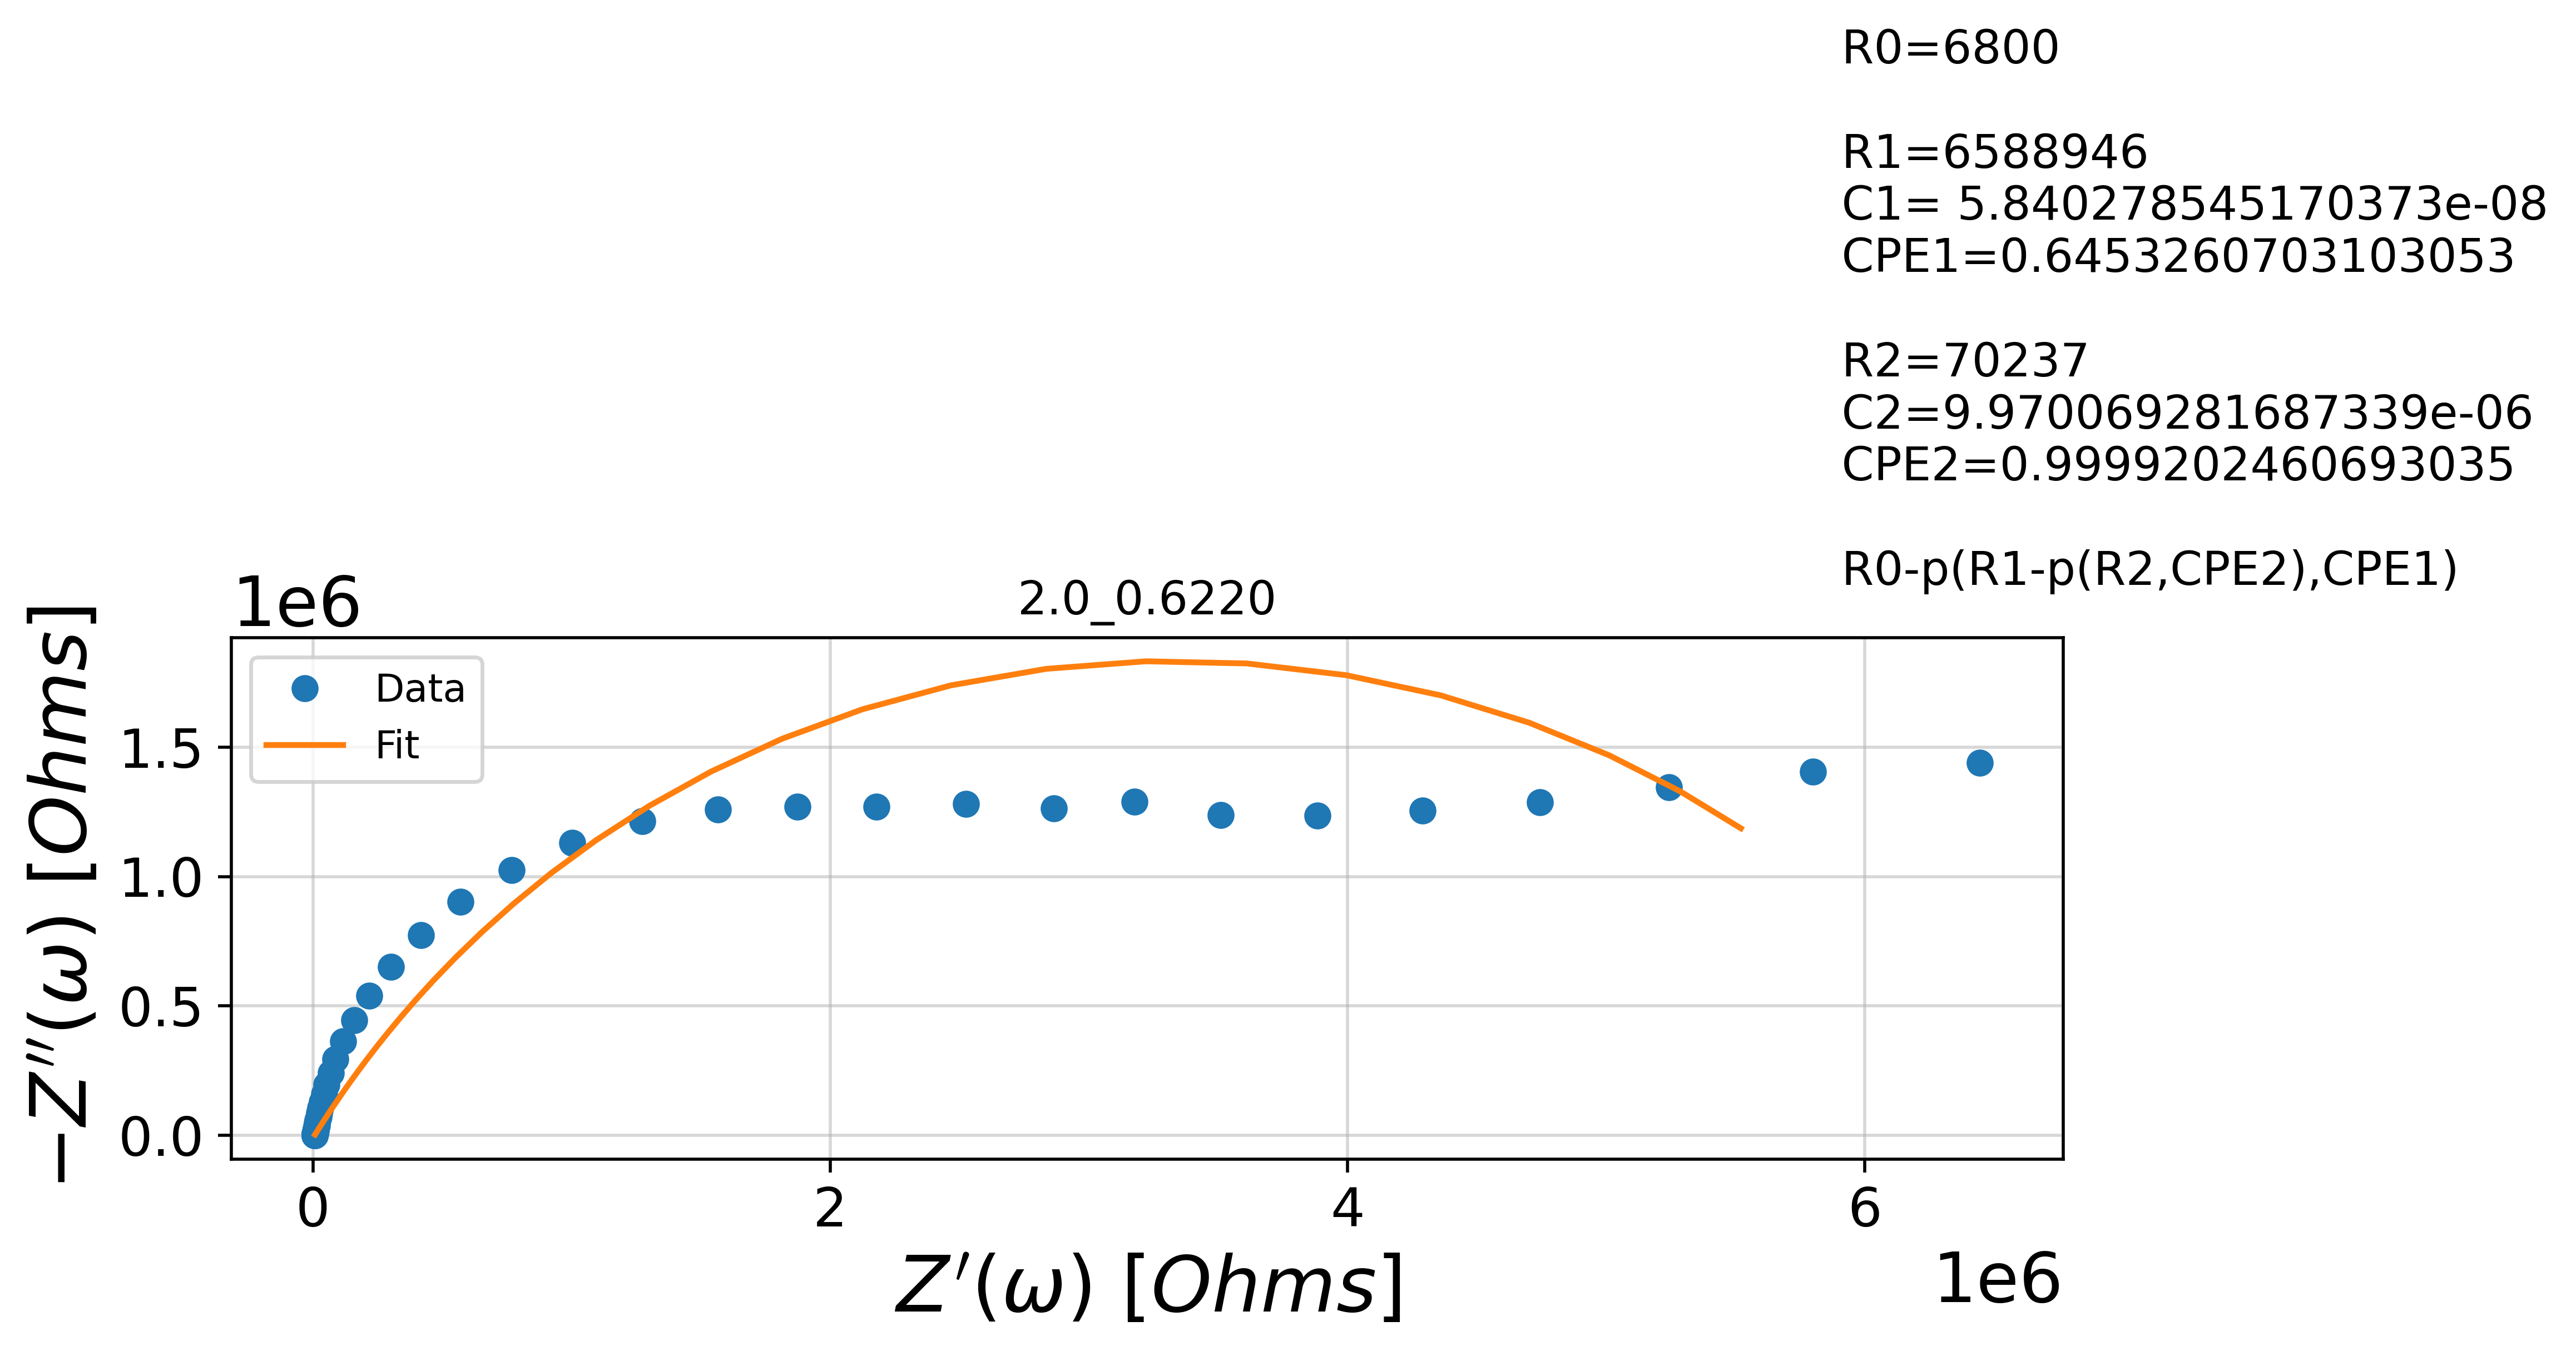 R0=6800
R1=6588946
C1= 5.840278545170373e-08
CPE1=0.6453260703103053
R2=70237
C2=9.970069281687339e-06
CPE2=0.9999202460693035
R0-p(R1-p(R2,CPE2),CPE1)
1e6
2.0_0.6220
Data
Fit
−Z′′(ω) [Ohms]
1.5
1.0
0.5
0.0
0 2 4 6
Z′(ω) [Ohms]
1e6